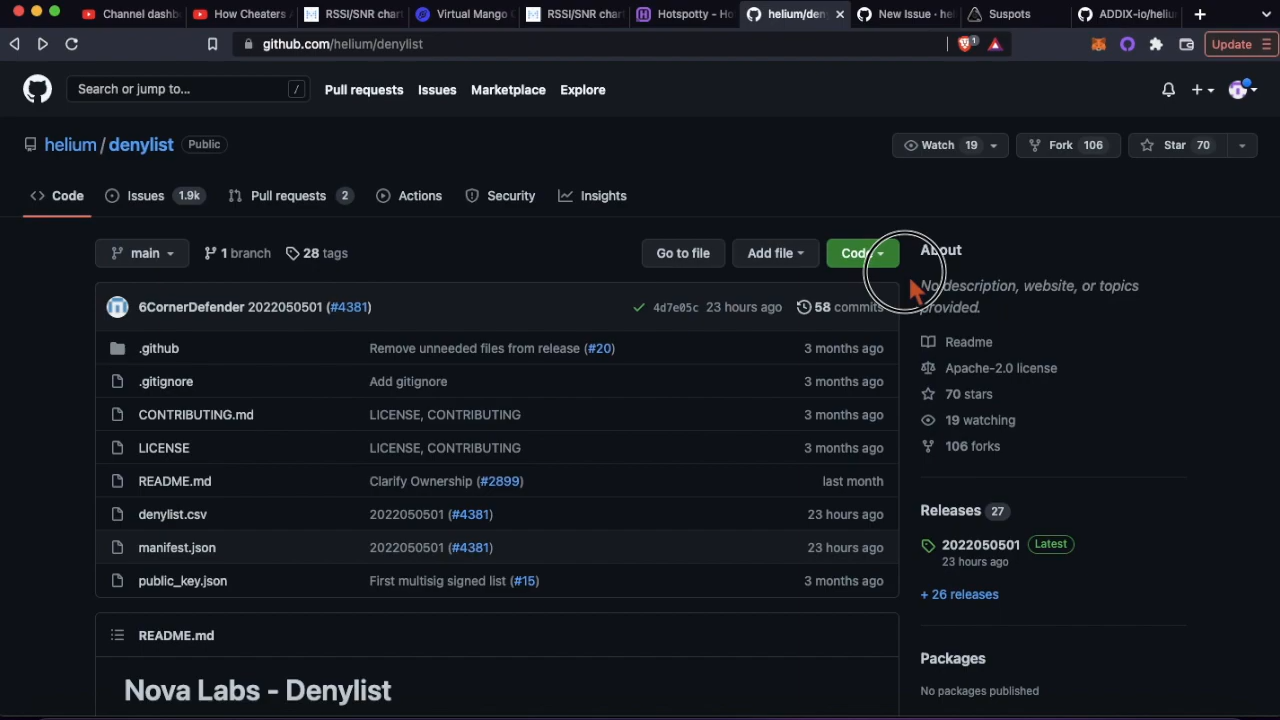 Channel dashb
How Cheaters
RSSI/SNR char
Virtual Mango
RSSI/SNR char
Hotspotty - Ho
helium/den
New Issue · hel
Suspots
ADDIX-io/heliu
github.com/helium/denylist
1
Update
Search or jump to...
/
Pull requests
Issues
Marketplace
Explore
helium / denylist
Public
Watch 19
Fork 106
Star 70
Code
Issues 1.9k
Pull requests 2
Actions
Security
Insights
main
1 branch
28 tags
Go to file
Add file
Code
6CornerDefender 2022050501 (#4381)
4d7e05c 23 hours ago
58 commits
.github
Remove unneeded files from release (#20)
3 months ago
.gitignore
Add gitignore
3 months ago
CONTRIBUTING.md
LICENSE, CONTRIBUTING
3 months ago
LICENSE
LICENSE, CONTRIBUTING
3 months ago
README.md
Clarify Ownership (#2899)
last month
denylist.csv
2022050501 (#4381)
23 hours ago
manifest.json
2022050501 (#4381)
23 hours ago
public_key.json
First multisig signed list (#15)
3 months ago
README.md
Nova Labs - Denylist
About
No description, website, or topics
provided.
Readme
Apache-2.0 license
70 stars
19 watching
106 forks
Releases 27
2022050501 Latest
23 hours ago
+ 26 releases
Packages
No packages published